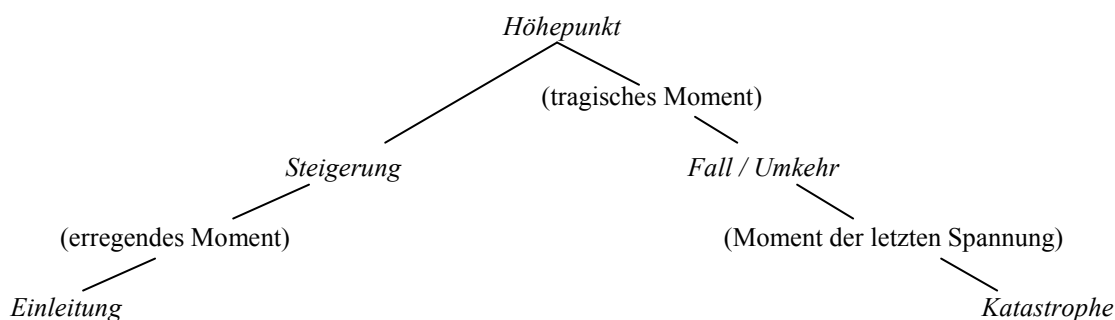 Höhepunkt
(tragisches Moment)
Steigerung
Fall / Umkehr
(erregendes Moment)
(Moment der letzten Spannung)
Einleitung
Katastrophe